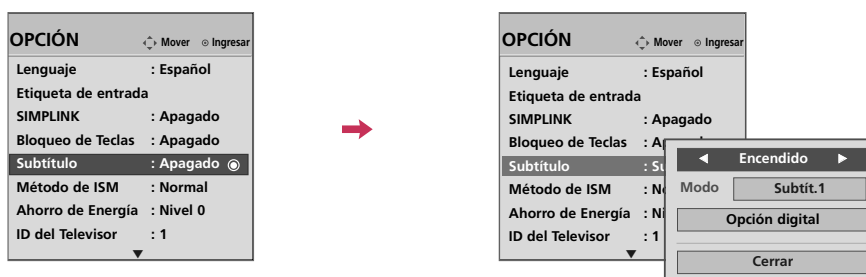 OPCIÓN Mover Ingresar
Lenguaje : Español
Etiqueta de entrada
SIMPLINK : Apagado
Bloqueo de Teclas : Apagado
Subtítulo : Apagado
Método de ISM : Normal
Ahorro de Energía : Nivel 0
ID del Televisor : 1
OPCIÓN Mover Ingresar
Lenguaje : Español
Etiqueta de entrada
SIMPLINK : Apagado
Bloqueo de Teclas :
Subtítulo :
Método de ISM :
Ahorro de Energía :
ID del Televisor : 1
Encendido
Modo Subtít.1
Opción digital
Cerrar